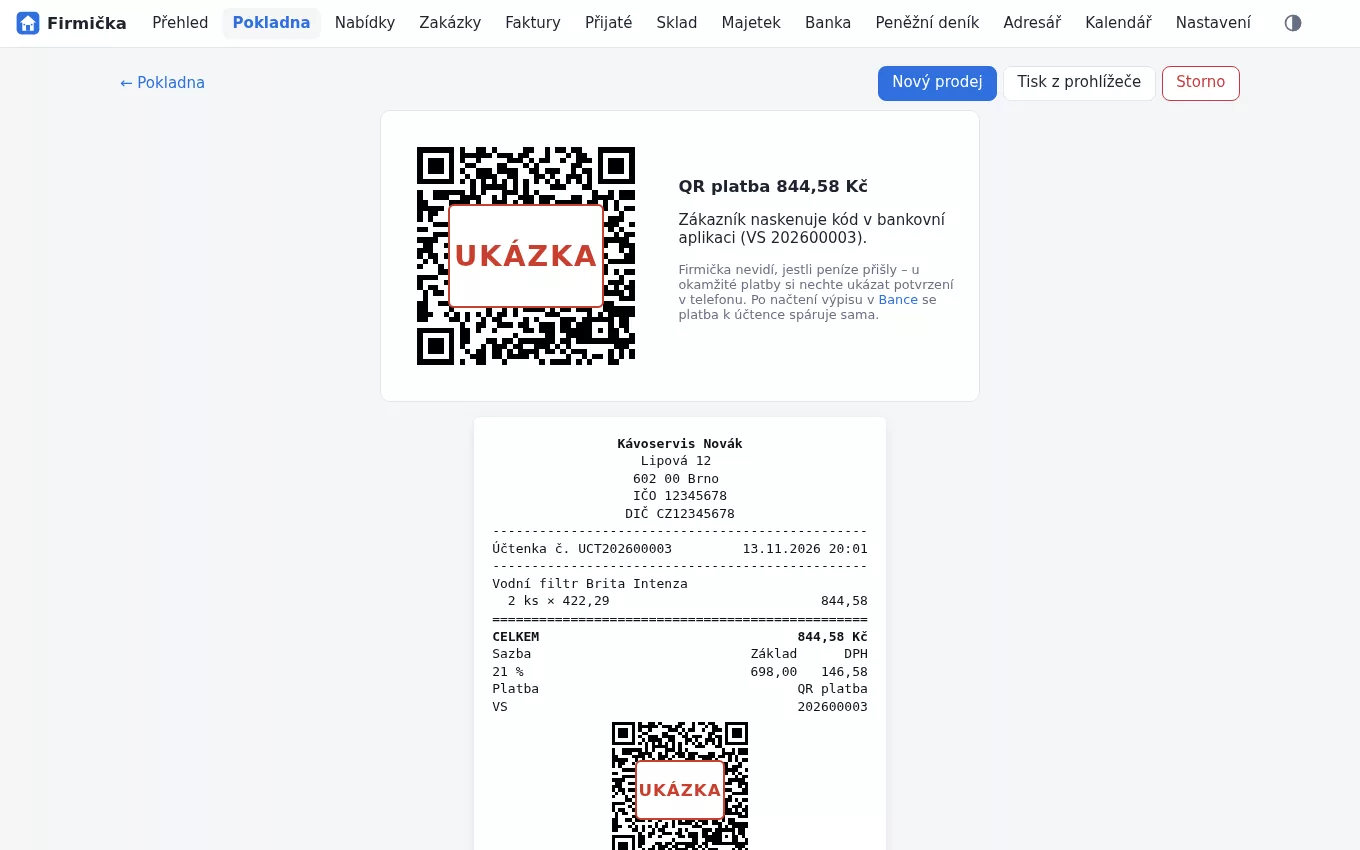 Firmička Přehled Pokladna Nabídky Zakázky Faktury Přijaté Sklad Majetek Banka Peněžní deník Adresář Kalendář Nastavení
← Pokladna Nový prodej Tisk z prohlížeče Storno
UKÁZKA
QR platba 844,58 Kč
Zákazník naskenuje kód v bankovní
aplikaci (VS 202600003).
Firmička nevidí, jestli peníze přišly – u
okamžité platby si nechte ukázat potvrzení
v telefonu. Po načtení výpisu v Bance se
platba k účtence spáruje sama.
Kávoservis Novák
Lipová 12
602 00 Brno
IČO 12345678
DIČ CZ12345678
------------------------------------------------
Účtenka č. UCT202600003 13.11.2026 20:01
------------------------------------------------
Vodní filtr Brita Intenza
2 ks × 422,29 844,58
================================================
CELKEM 844,58 Kč
Sazba Základ DPH
21 % 698,00 146,58
Platba QR platba
VS 202600003
UKÁZKA